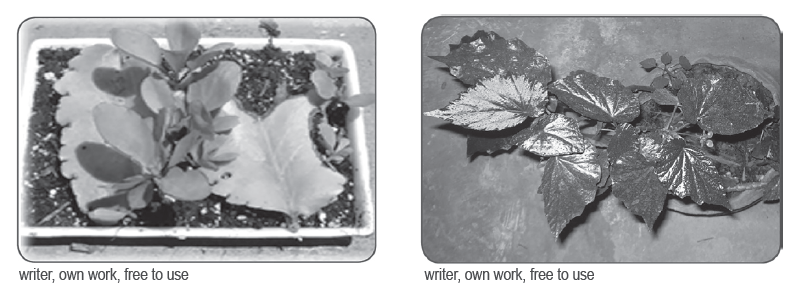 writer, own work, free to use
writer, own work, free to use